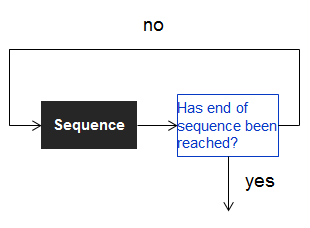 no
Sequence
Has end of
sequence been
reached?
yes